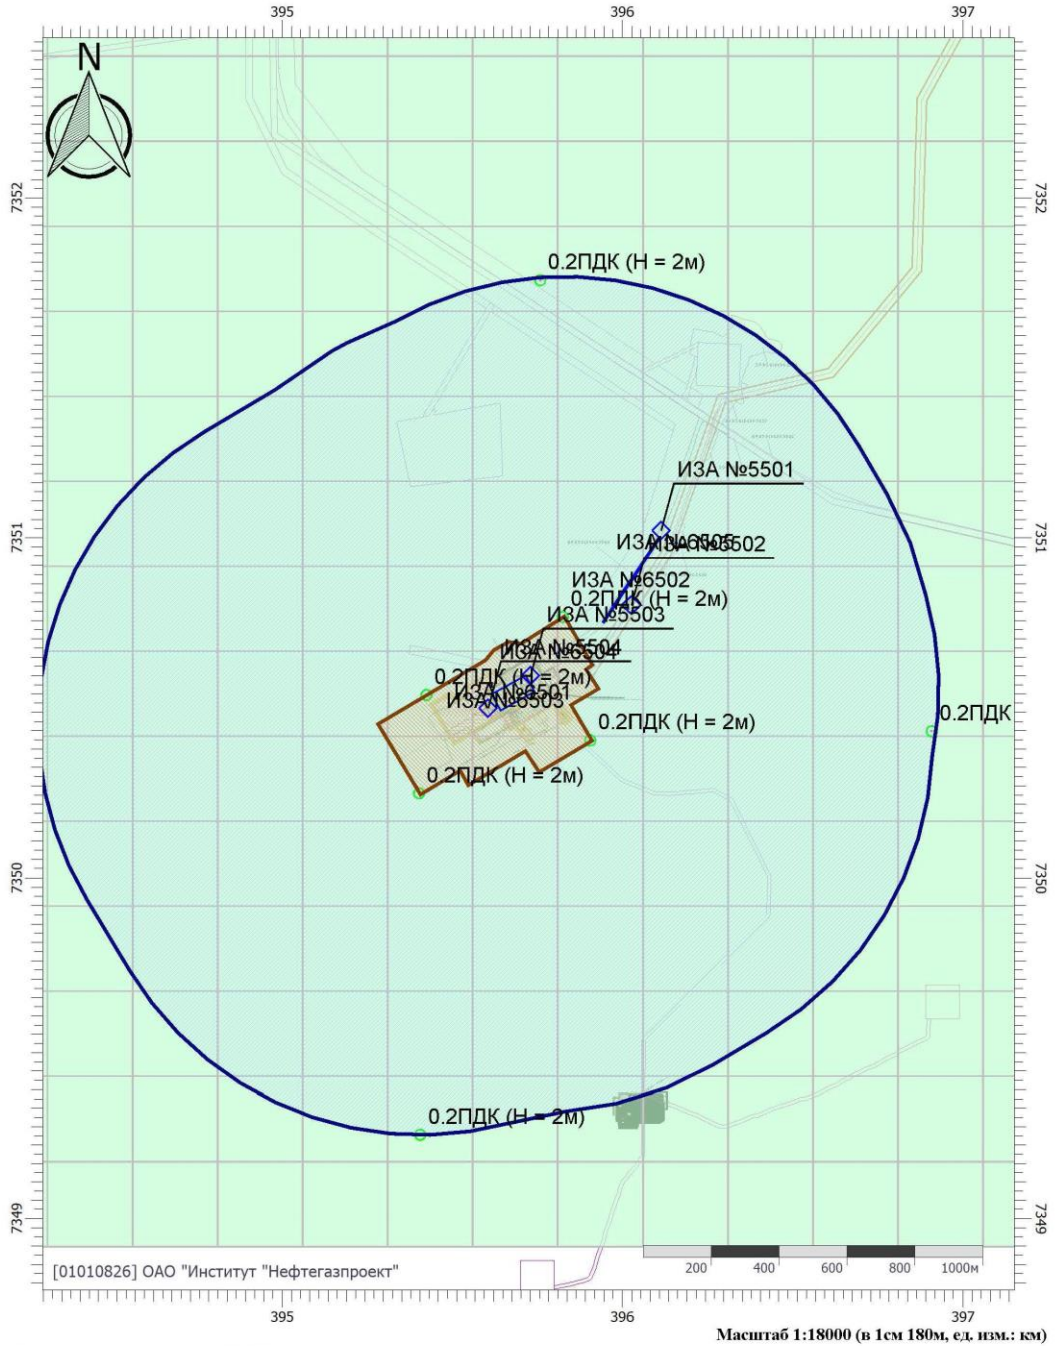 395 396 397
N
7352 7352
0.2ПДК (Н = 2м)
ИЗА №5501
7351 7351
ИЗА №6505
ИЗА №5502
ИЗА №6502
0.2ПДК (Н = 2м)
ИЗА №5503
ИЗА №5504
ИЗА №6504
0.2ПДК (Н = 2м)
ИЗА №6501
ИЗА №6503
0.2ПДК
0.2ПДК (Н = 2м)
0.2ПДК (Н = 2м)
7350 7350
0.2ПДК (Н = 2м)
7349 7349
[01010826] ОАО "Институт "Нефтегазпроект"
200 400 600 800 1000м
395 396 397
Масштаб 1:18000 (в 1см 180м, ед. изм.: км)